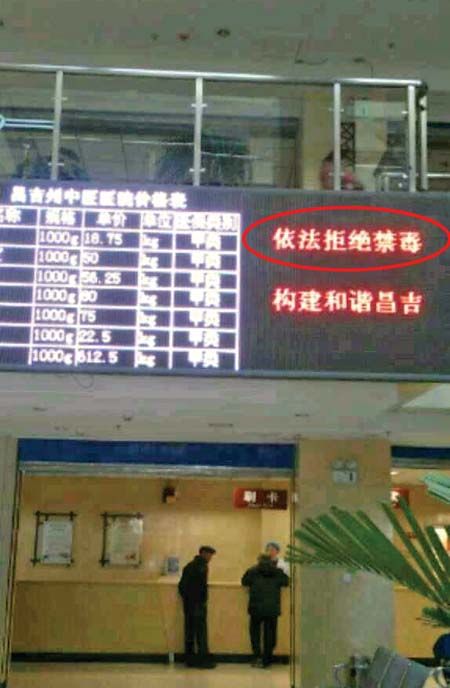 昌吉州中医医院价格表
名称 规格 单价 单位 医保类别
1000g 18.75 kg 甲类
1000g 50 kg 甲类
1000g 56.25 kg 甲类
1000g 60 kg 甲类
1000g 75 kg 甲类
1000g 22.5 kg 甲类
1000g 612.5 kg 甲类
依法拒绝禁毒
构建和谐昌吉
刷卡